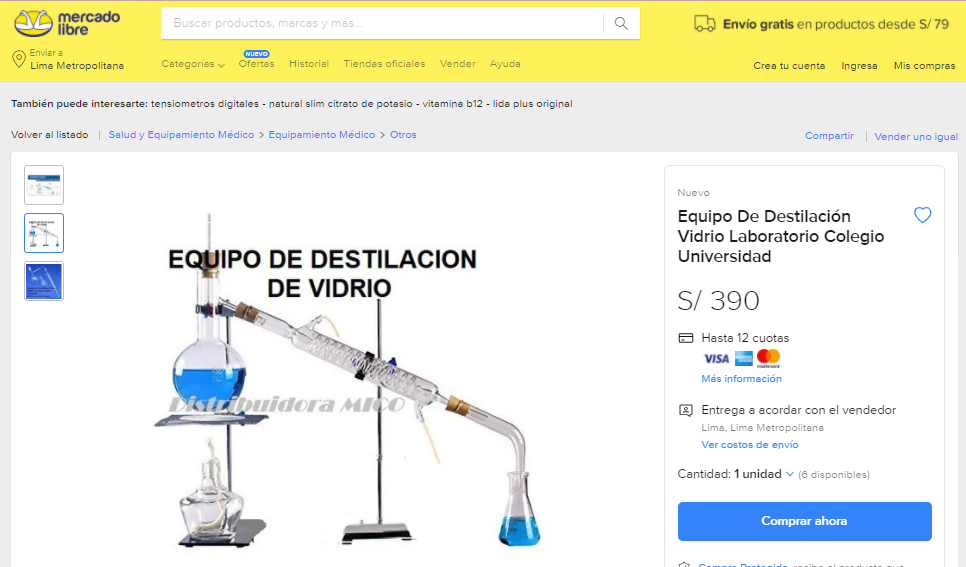 mercado
libre
Buscar productos, marcas y más...
Envío gratis en productos desde S/ 79
Enviar a
Lima Metropolitana
Categorías
NUEVO
Ofertas
Historial
Tiendas oficiales
Vender
Ayuda
Crea tu cuenta
Ingresa
Mis compras
También puede interesarte: tensiometros digitales - natural slim citrato de potasio - vitamina b12 - lida plus original
Volver al listado | Salud y Equipamiento Médico > Equipamiento Médico > Otros
Compartir | Vender uno igual
EQUIPO DE DESTILACION
DE VIDRIO
Distribuidora MICO
Nuevo
Equipo De Destilación
Vidrio Laboratorio Colegio
Universidad
S/ 390
Hasta 12 cuotas
VISA
mastercard
Más información
Entrega a acordar con el vendedor
Lima, Lima Metropolitana
Ver costos de envío
Cantidad: 1 unidad (6 disponibles)
Comprar ahora